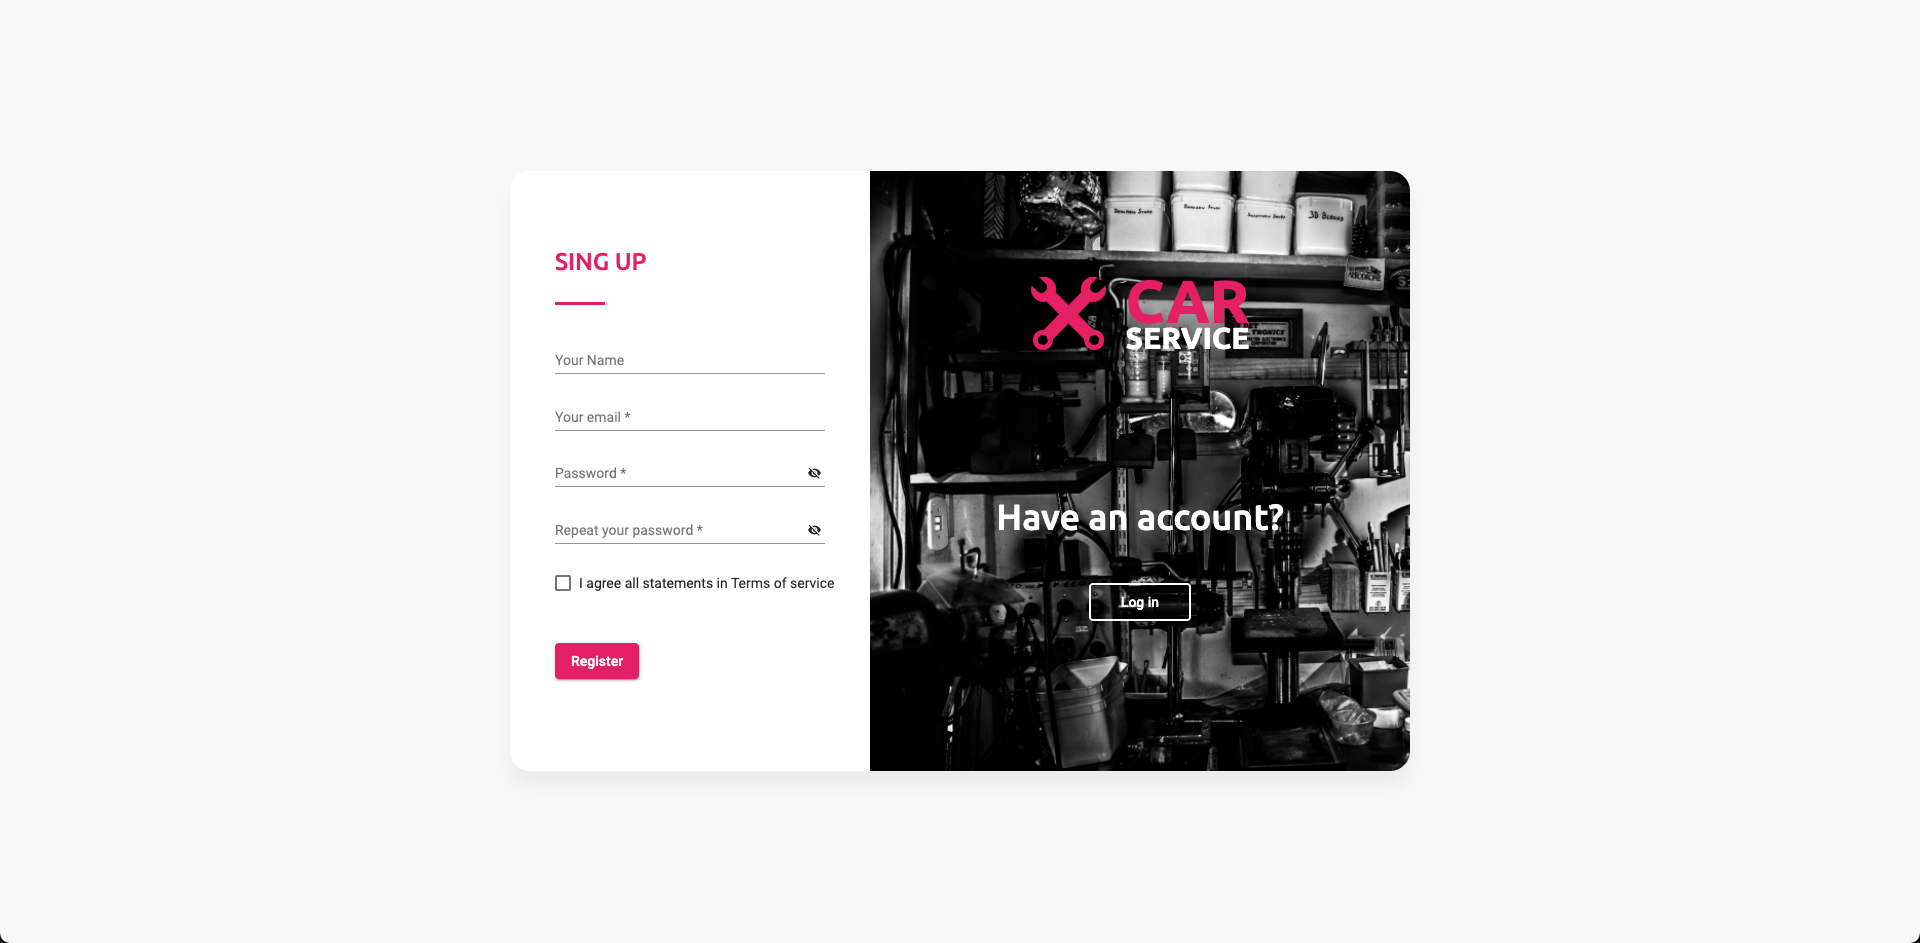 SING UP
Your Name
Your email *
Password *
Repeat your password *
I agree all statements in Terms of service
Register
3D
CAR
SERVICE
Have an account?
Log in